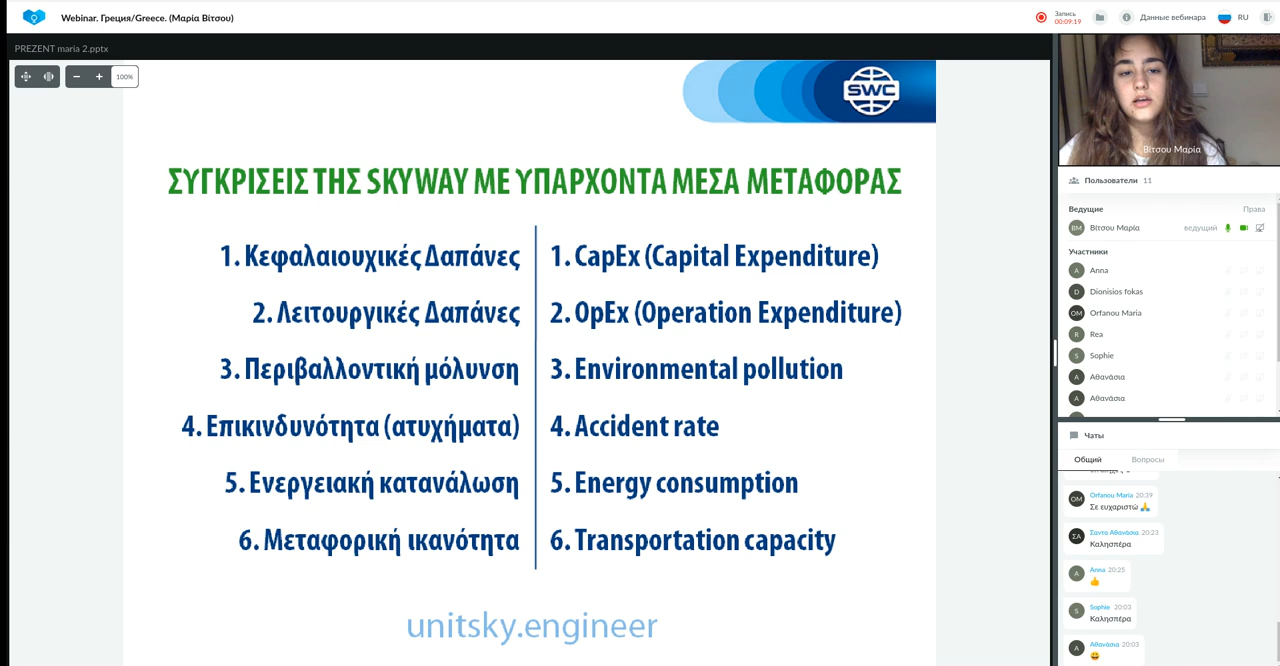 Webinar. Греция/Greece. (Μαρία Βίτσου)
Запись
00:09:19
Данные вебинара
RU
PREZENT maria 2.pptx
100%
SWC
ΣΥΓΚΡΙΣΕΙΣ ΤΗΣ SKYWAY ΜΕ ΥΠΑΡΧΟΝΤΑ ΜΕΣΑ ΜΕΤΑΦΟΡΑΣ
1. Κεφαλαιουχικές Δαπάνες
2. Λειτουργικές Δαπάνες
3. Περιβαλλοντική μόλυνση
4. Επικινδυνότητα (ατυχήματα)
5. Ενεργειακή κατανάλωση
6. Μεταφορική ικανότητα
1. CapEx (Capital Expenditure)
2. OpEx (Operation Expenditure)
3. Environmental pollution
4. Accident rate
5. Energy consumption
6. Transportation capacity
unitsky.engineer
Βίτσου Μαρία
Пользователи 11
Ведущие Права
ΒΜ Βίτσου Μαρία ведущий
Участники
A Anna
D Dionisios fokas
OM Orfanou Maria
R Rea
S Sophie
Α Αθανάσια
Α Αθανάσια
Чаты
Общий Вопросы
OM Orfanou Maria 20:39
Σε ευχαριστώ 🙏
ΣΑ Σαντα Αθανάσια 20:23
Καλησπέρα
A Anna 20:25
👍
S Sophie 20:03
Καλησπέρα
Α Αθανάσια 20:03
😀